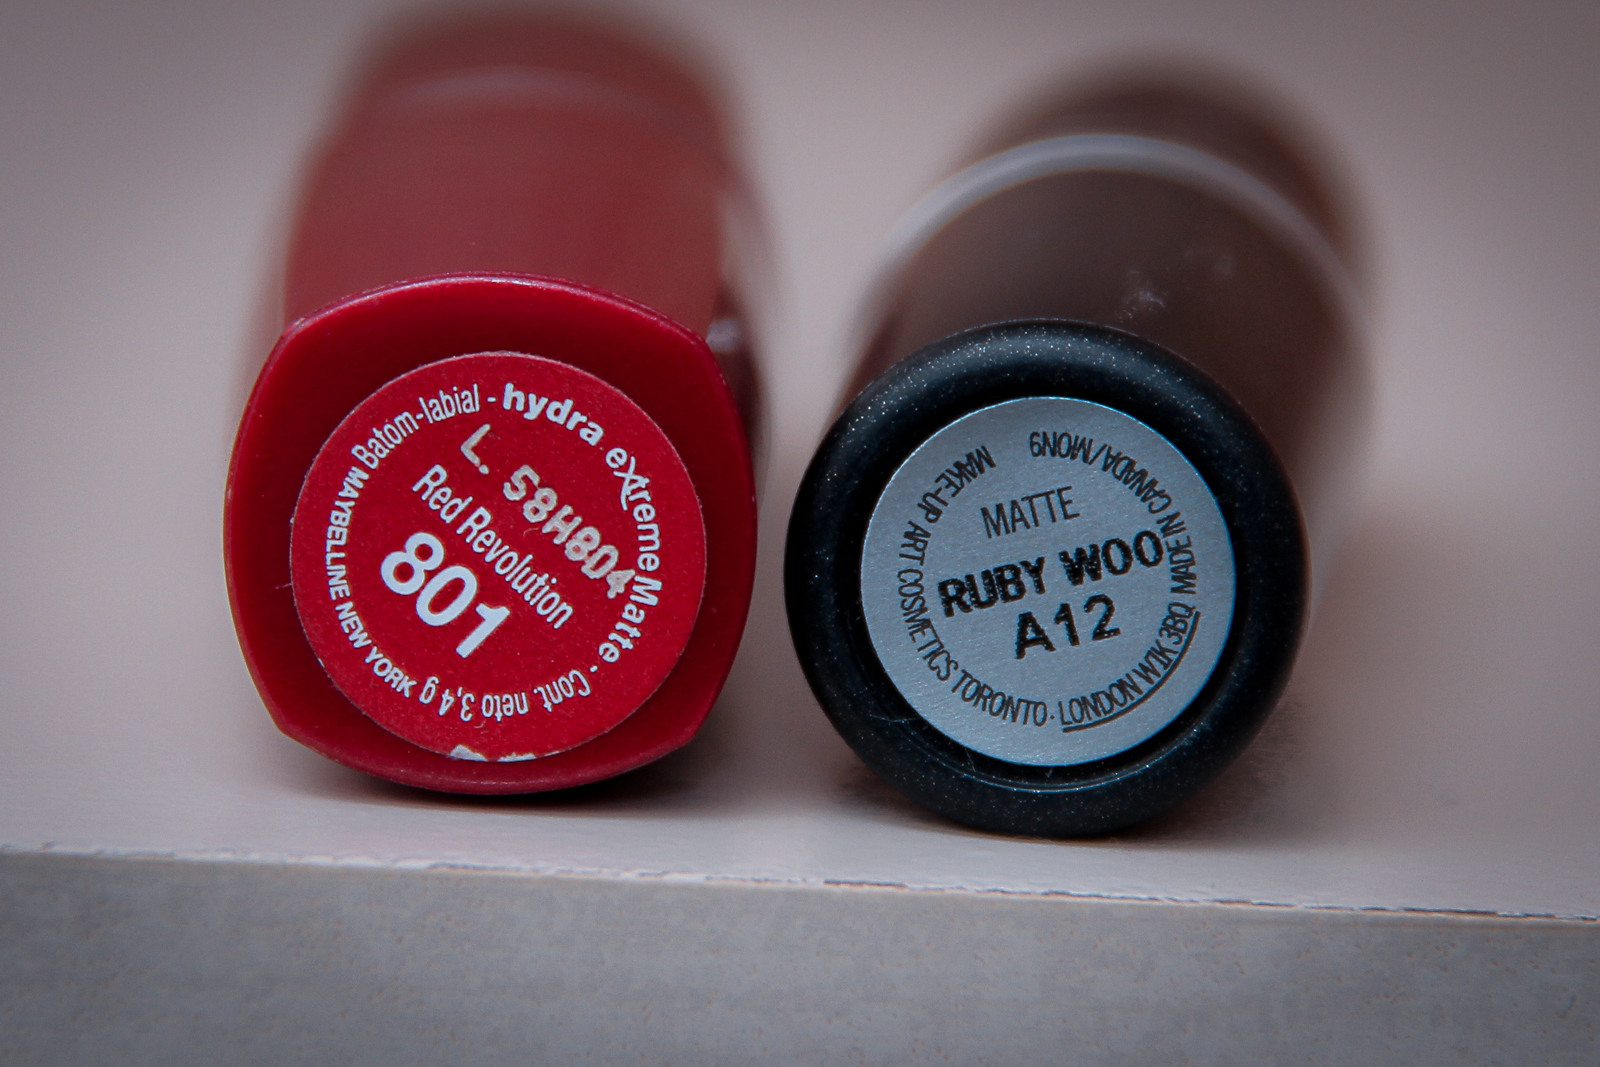 MAYBELLINE NEW YORK Batom-labial - hydra eXtreme Matte - Cont. neto 3,4 g
L. 58H804
Red Revolution
801
MAKE-UP ART COSMETICS TORONTO · LONDON W1K 3BQ MADE IN CANADA/MON9
MATTE
RUBY WOO
A12